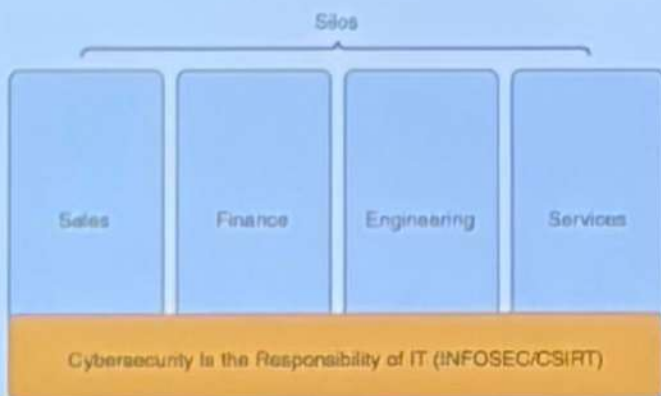 Silos
Sales
Finance
Engineering
Services
Cybersecurity Is the Responsibility of IT (INFOSEC/CSIRT)